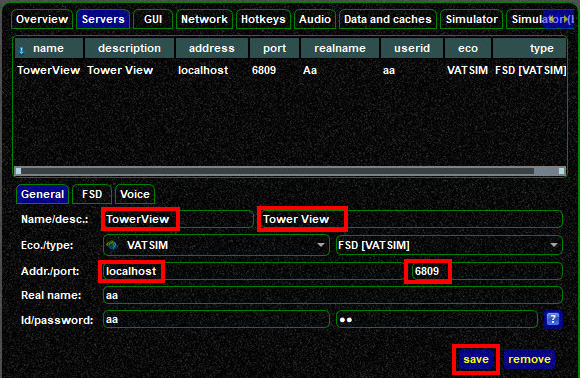 Overview Servers GUI Network Hotkeys Audio Data and caches Simulator Simulator
name description address port realname userid eco type
TowerView Tower View localhost 6809 Aa aa VATSIM FSD [VATSIM]
General FSD Voice
Name/desc.: TowerView Tower View
Eco./type: VATSIM FSD [VATSIM]
Addr./port: localhost 6809
Real name: aa
Id/password: aa ●● ?
save remove